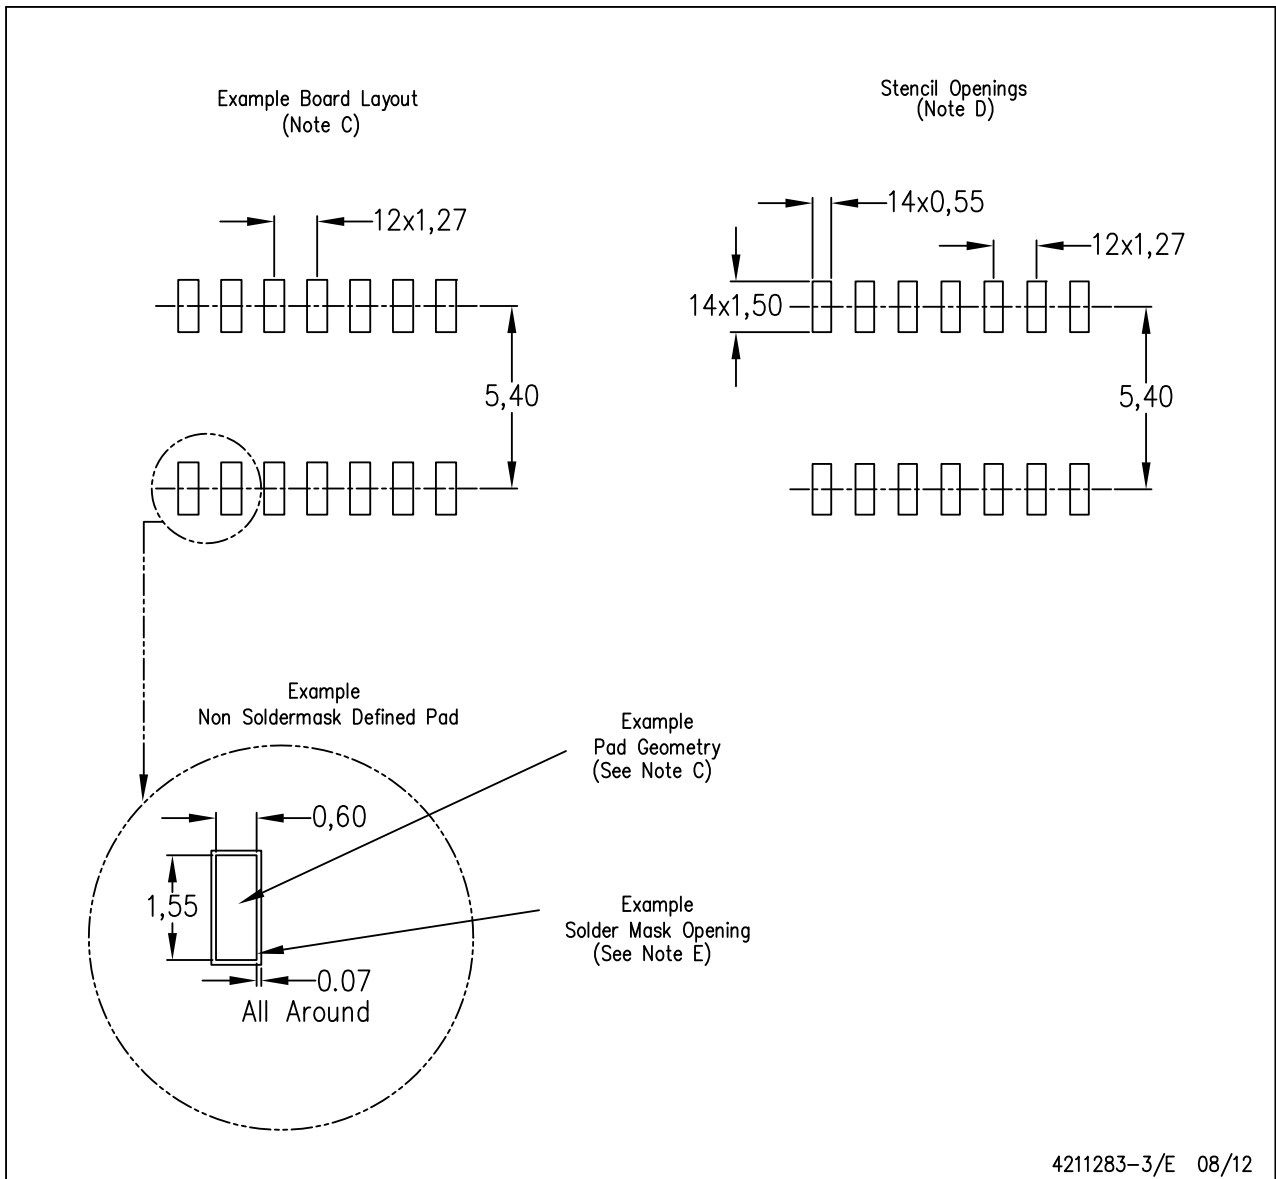 Example Board Layout
(Note C)
Stencil Openings
(Note D)
12x1,27
14x0,55
12x1,27
14x1,50
5,40
5,40
Example
Non Soldermask Defined Pad
Example
Pad Geometry
(See Note C)
0,60
1,55
Example
Solder Mask Opening
(See Note E)
0.07
All Around
4211283-3/E 08/12